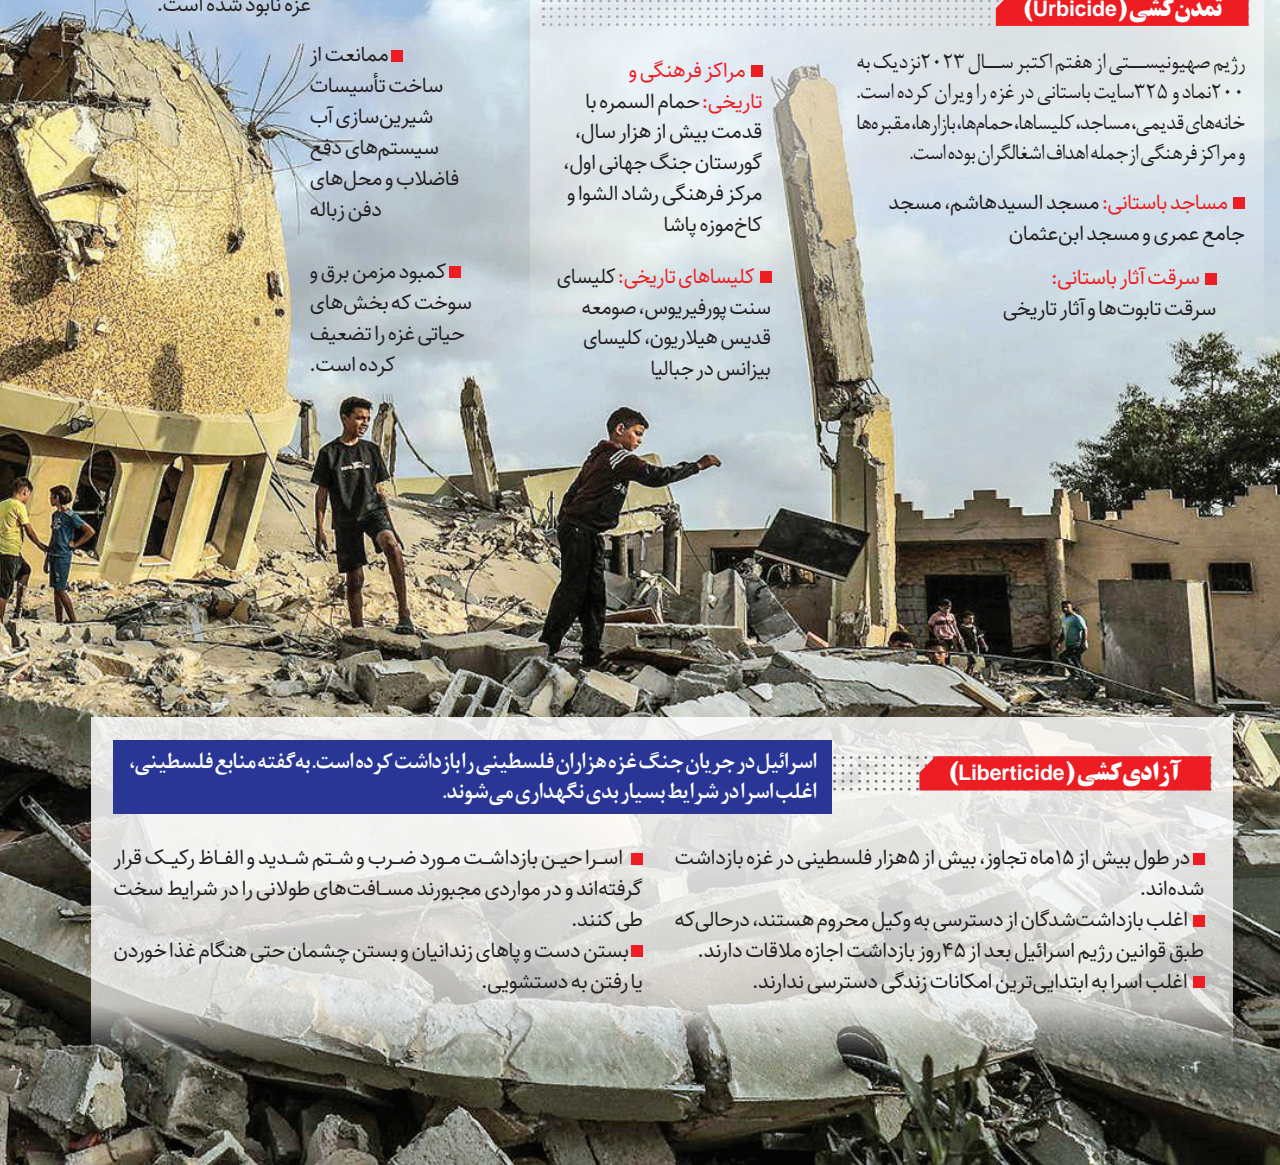 تمدن‌کشی (Urbicide)
رژیم صهیونیستی از هفتم اکتبر سال ۲۰۲۳ نزدیک به
۲۰۰ نماد و ۳۲۵ سایت باستانی در غزه را ویران کرده است.
خانه‌های قدیمی، مساجد، کلیساها، حمام‌ها، بازارها، مقبره‌ها
و مراکز فرهنگی از جمله اهداف اشغالگران بوده است.
مساجد باستانی: مسجد السیدهاشم، مسجد
جامع عمری و مسجد ابن‌عثمان
سرقت آثار باستانی:
سرقت تابوت‌ها و آثار تاریخی
مراکز فرهنگی و
تاریخی: حمام السمره با
قدمت بیش از هزار سال،
گورستان جنگ جهانی اول،
مرکز فرهنگی رشاد الشوا و
کاخ‌موزه پاشا
کلیساهای تاریخی: کلیسای
سنت پورفیریوس، صومعه
قدیس هیلاریون، کلیسای
بیزانس در جبالیا
غزه نابود شده است.
ممانعت از
ساخت تأسیسات
شیرین‌سازی آب
سیستم‌های دفع
فاضلاب و محل‌های
دفن زباله
کمبود مزمن برق و
سوخت که بخش‌های
حیاتی غزه را تضعیف
کرده است.
آزادی‌کشی (Liberticide)
اسرائیل در جریان جنگ غزه هزاران فلسطینی را بازداشت کرده است. به گفته منابع فلسطینی،
اغلب اسرا در شرایط بسیار بدی نگهداری می‌شوند.
در طول بیش از ۱۵ماه تجاوز، بیش از ۵هزار فلسطینی در غزه بازداشت
شده‌اند.
اغلب بازداشت‌شدگان از دسترسی به وکیل محروم هستند، درحالی‌که
طبق قوانین رژیم اسرائیل بعد از ۴۵روز بازداشت اجازه ملاقات دارند.
اغلب اسرا به ابتدایی‌ترین امکانات زندگی دسترسی ندارند.
اسرا حین بازداشت مورد ضرب و شتم شدید و الفاظ رکیک قرار
گرفته‌اند و در مواردی مجبورند مسافت‌های طولانی را در شرایط سخت
طی کنند.
بستن دست و پاهای زندانیان و بستن چشمان حتی هنگام غذا خوردن
یا رفتن به دستشویی.